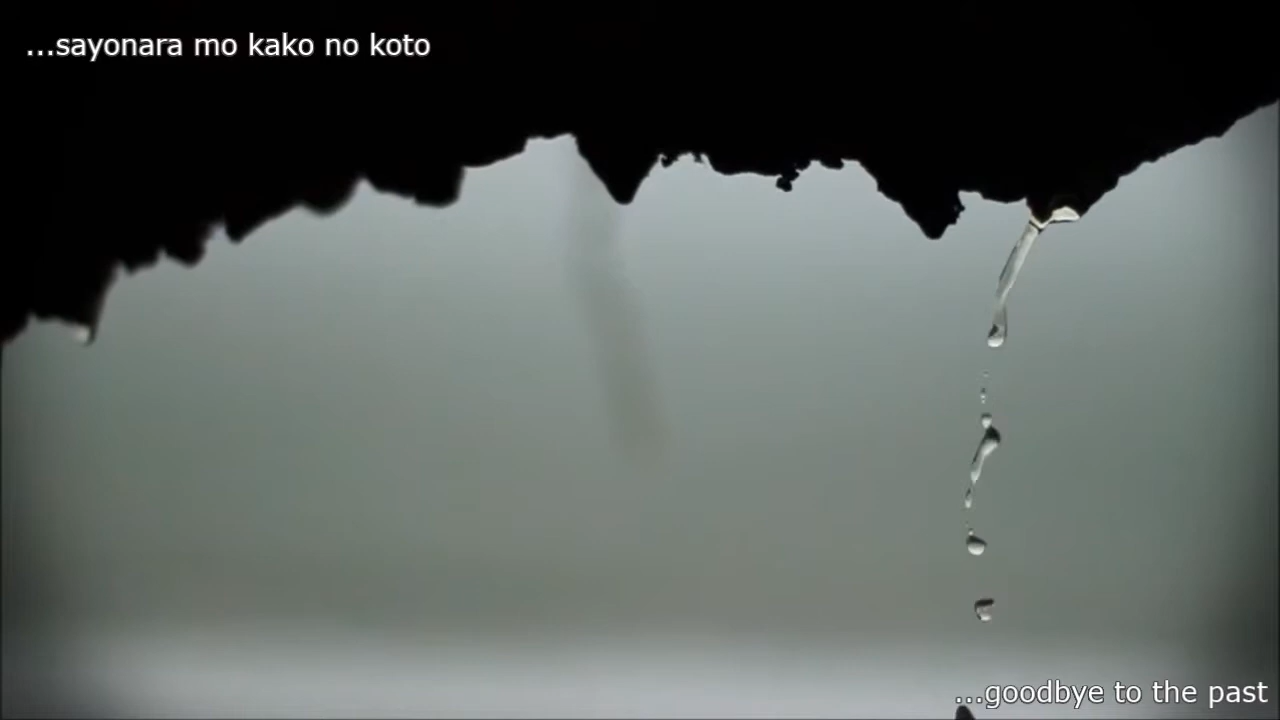 ...sayonara mo kako no koto
...goodbye to the past